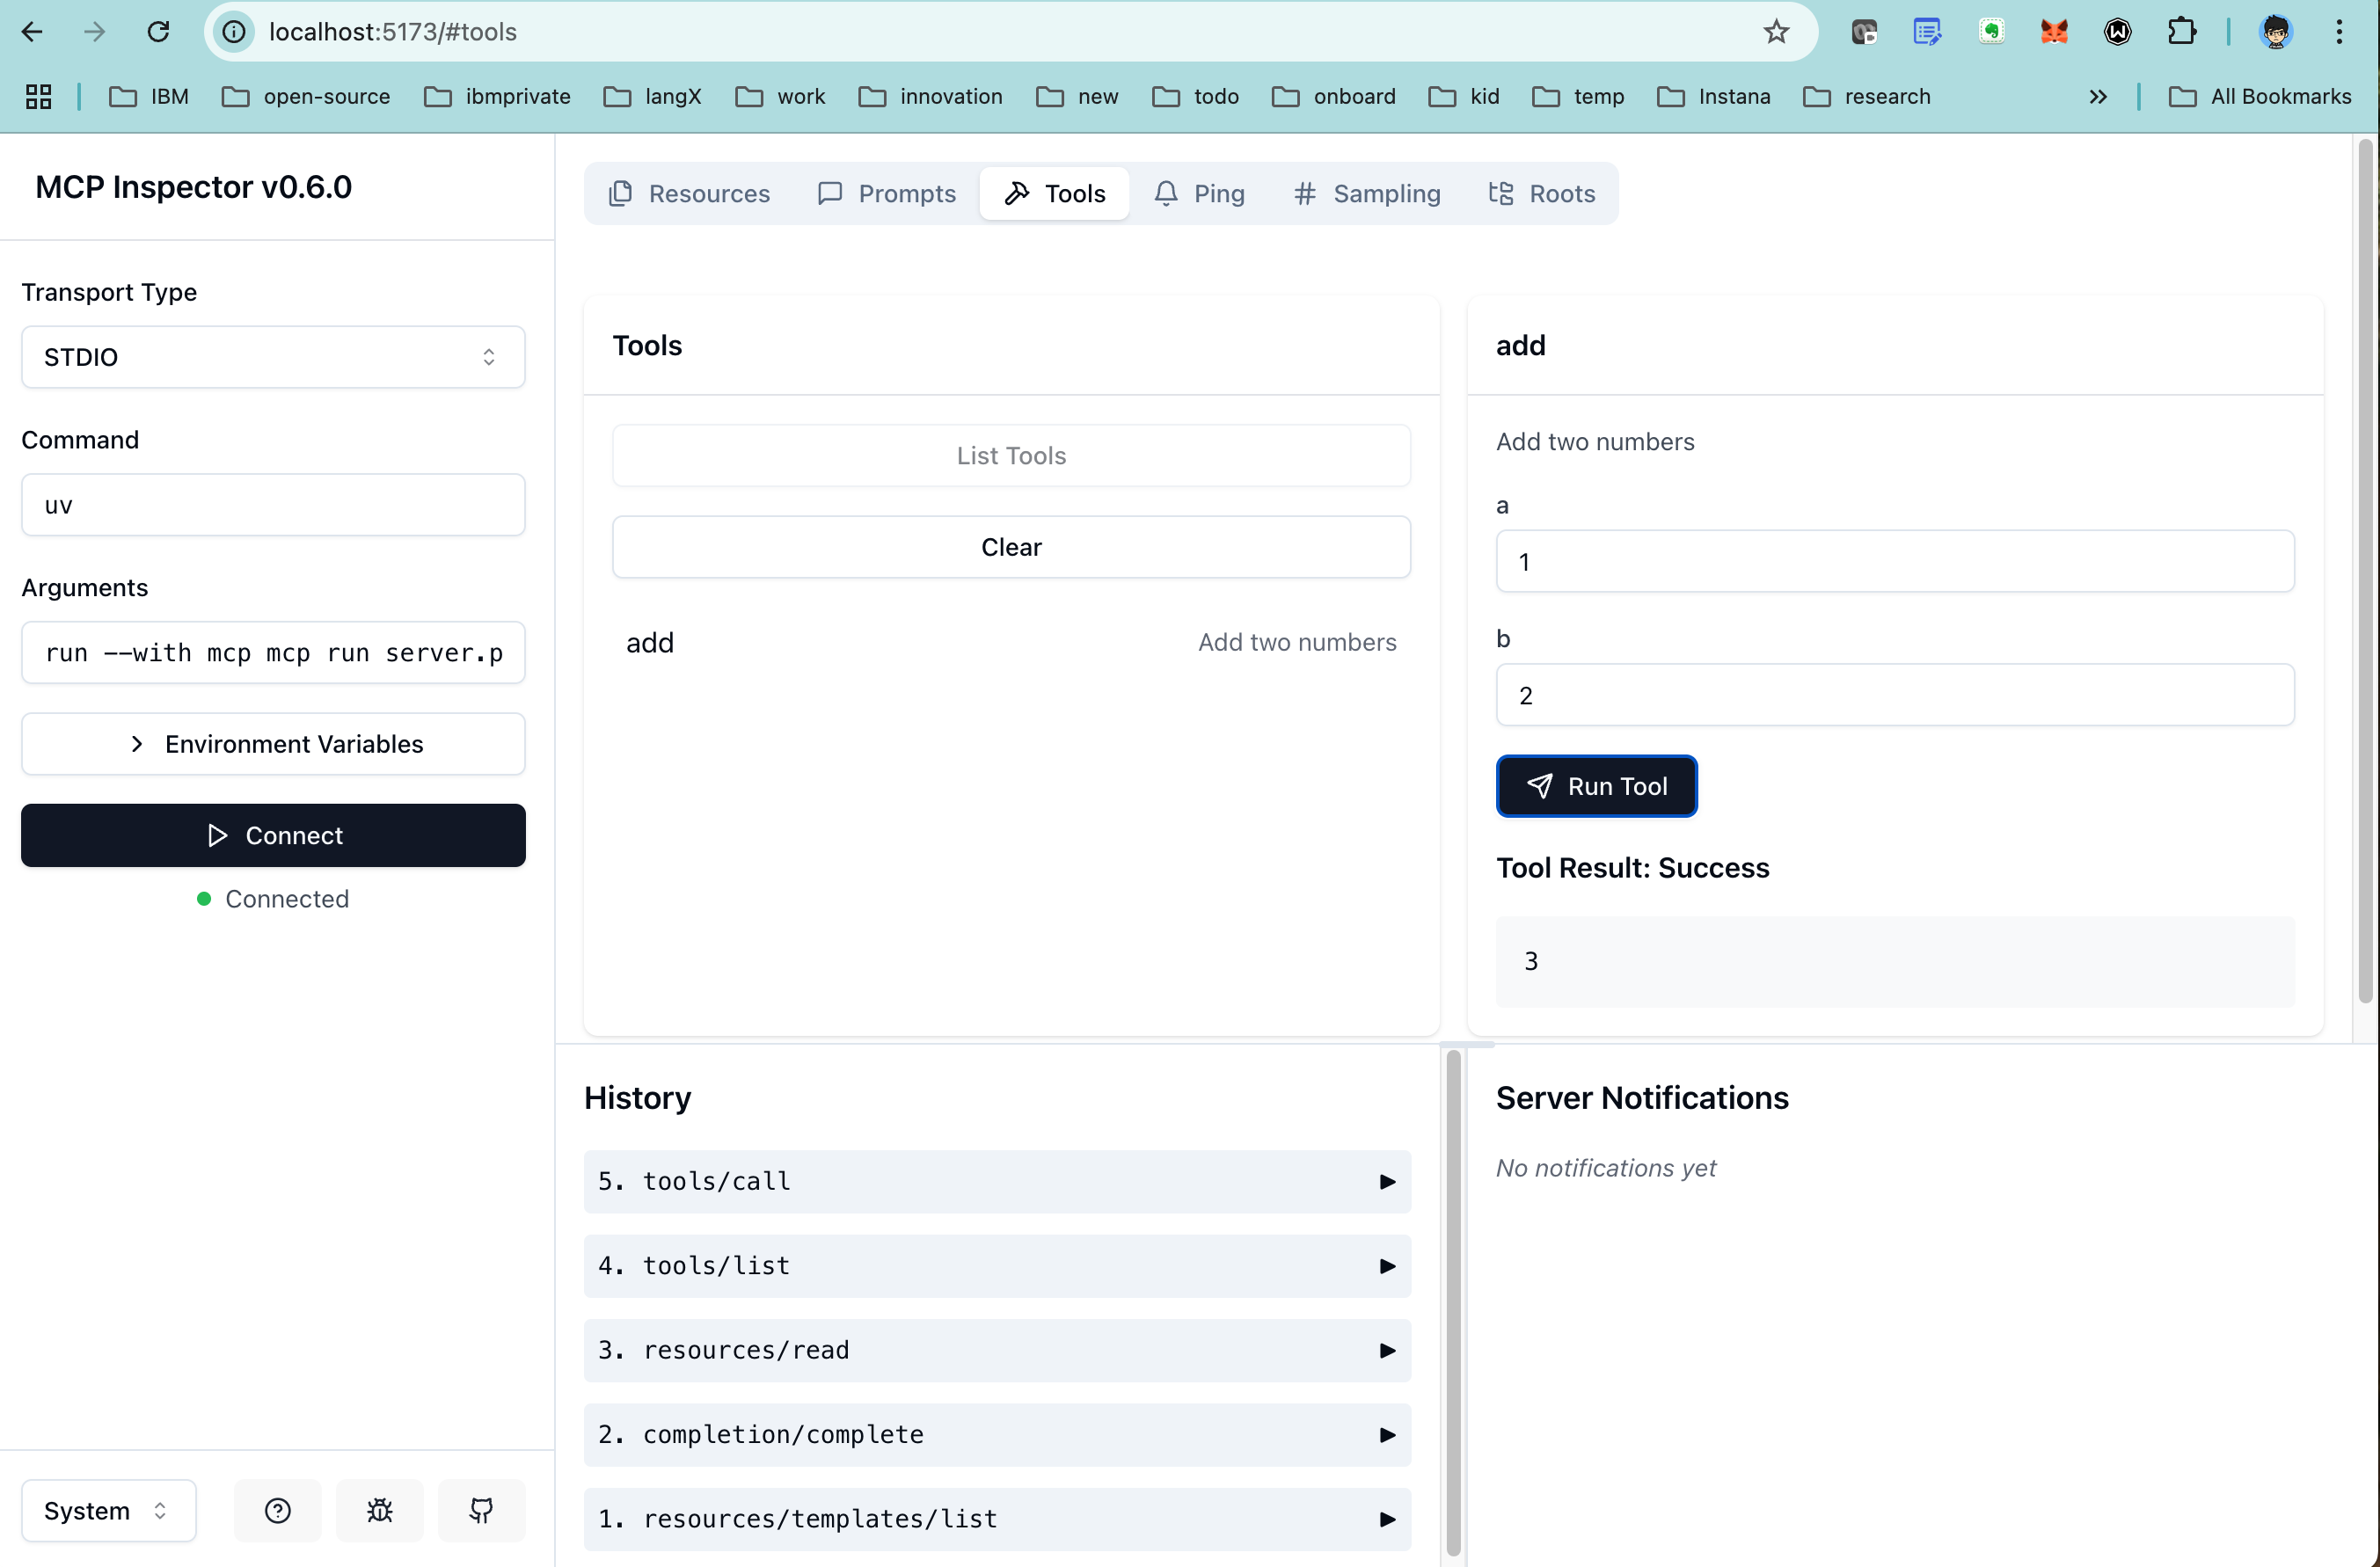 localhost:5173/#tools
IBM
open-source
ibmprivate
langX
work
innovation
new
todo
onboard
kid
temp
Instana
research
All Bookmarks
MCP Inspector v0.6.0
Transport Type
STDIO
Command
uv
Arguments
run --with mcp mcp run server.p
Environment Variables
Connect
Connected
System
Resources
Prompts
Tools
Ping
Sampling
Roots
Tools
List Tools
Clear
add
Add two numbers
add
Add two numbers
a
1
b
2
Run Tool
Tool Result: Success
3
History
5. tools/call
4. tools/list
3. resources/read
2. completion/complete
1. resources/templates/list
Server Notifications
No notifications yet